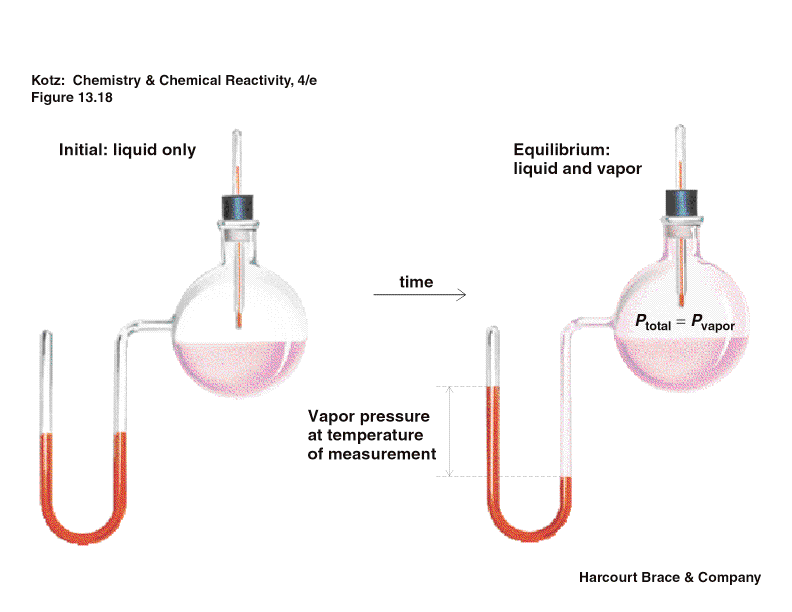 Kotz: Chemistry & Chemical Reactivity, 4/e
Figure 13.18
Initial: liquid only
Equilibrium:
liquid and vapor
time
Ptotal = Pvapor
Vapor pressure
at temperature
of measurement
Harcourt Brace & Company